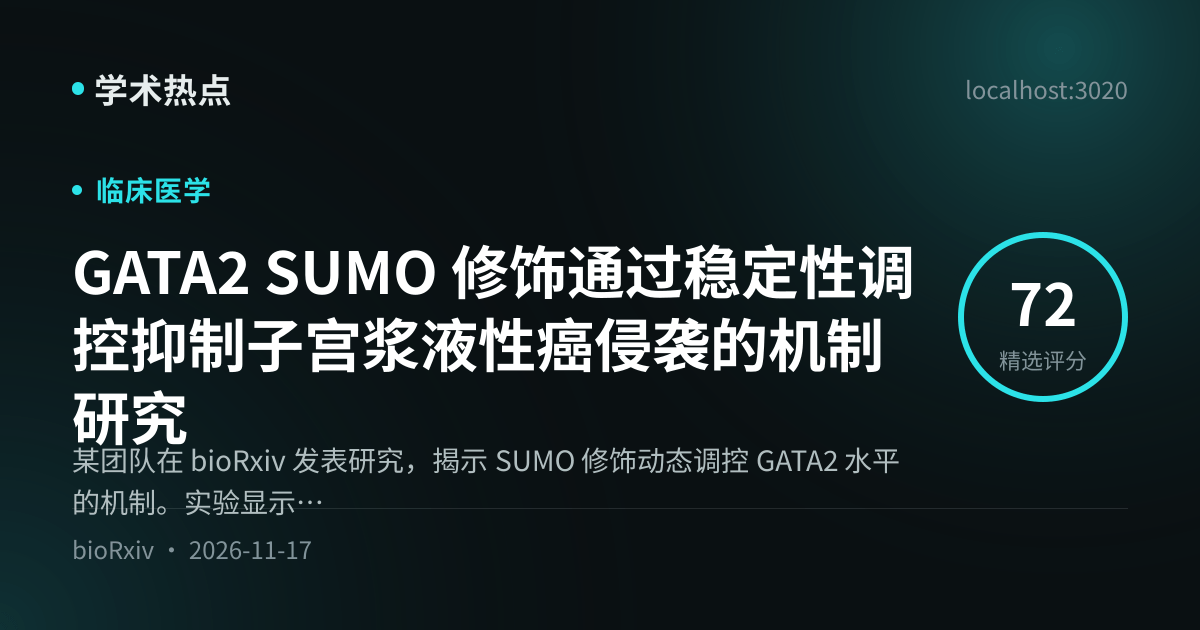 学术热点
localhost:3020
临床医学
GATA2 SUMO 修饰通过稳定性调
控抑制子宫浆液性癌侵袭的机制
研究
72
精选评分
某团队在 bioRxiv 发表研究，揭示 SUMO 修饰动态调控 GATA2 水平
的机制。实验显示…
bioRxiv · 2026-11-17